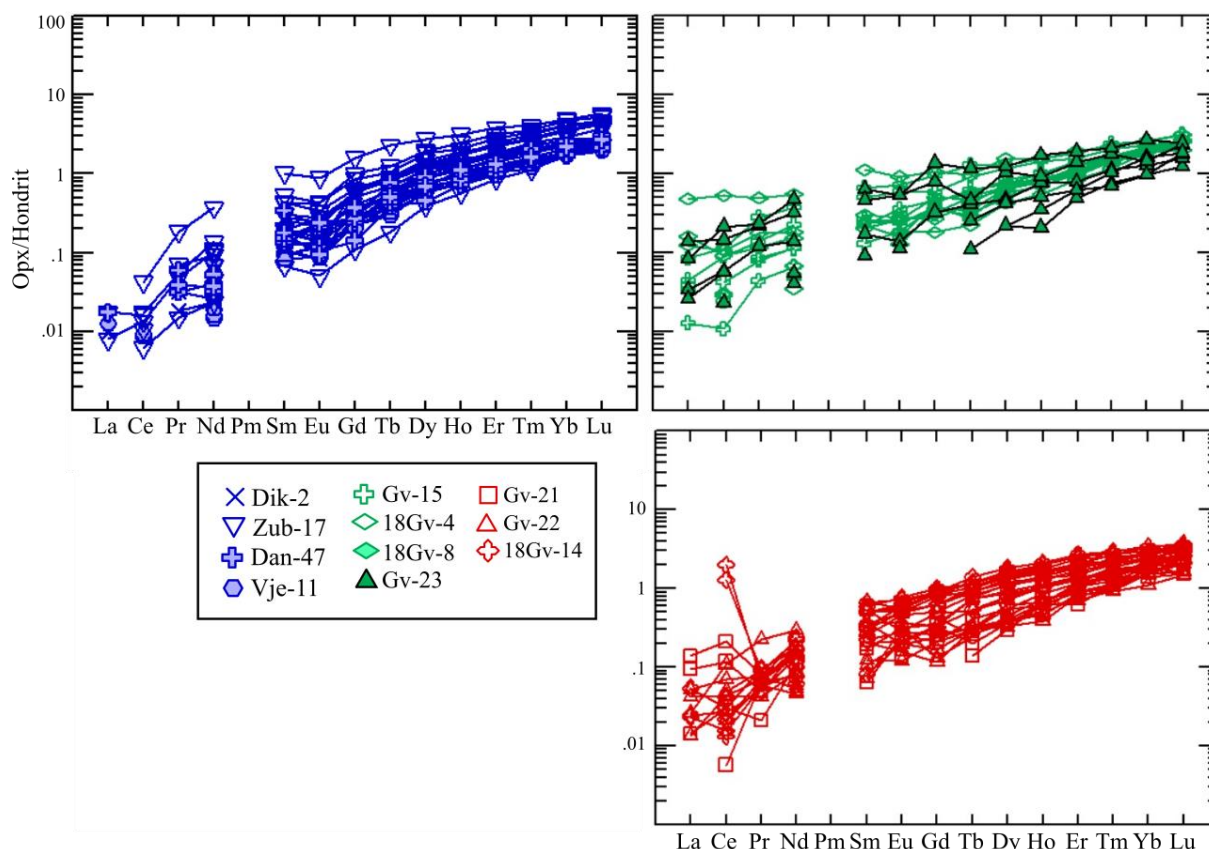 100
10
1
0.1
.01
Opx/Hondrit
La Ce Pr Nd Pm Sm Eu Gd Tb Dy Ho Er Tm Yb Lu
Dik-2
Zub-17
Dan-47
Vje-11
Gv-15
18Gv-4
18Gv-8
Gv-23
Gv-21
Gv-22
18Gv-14
10
1
.1
.01
La Ce Pr Nd Pm Sm Eu Gd Tb Dy Ho Er Tm Yb Lu